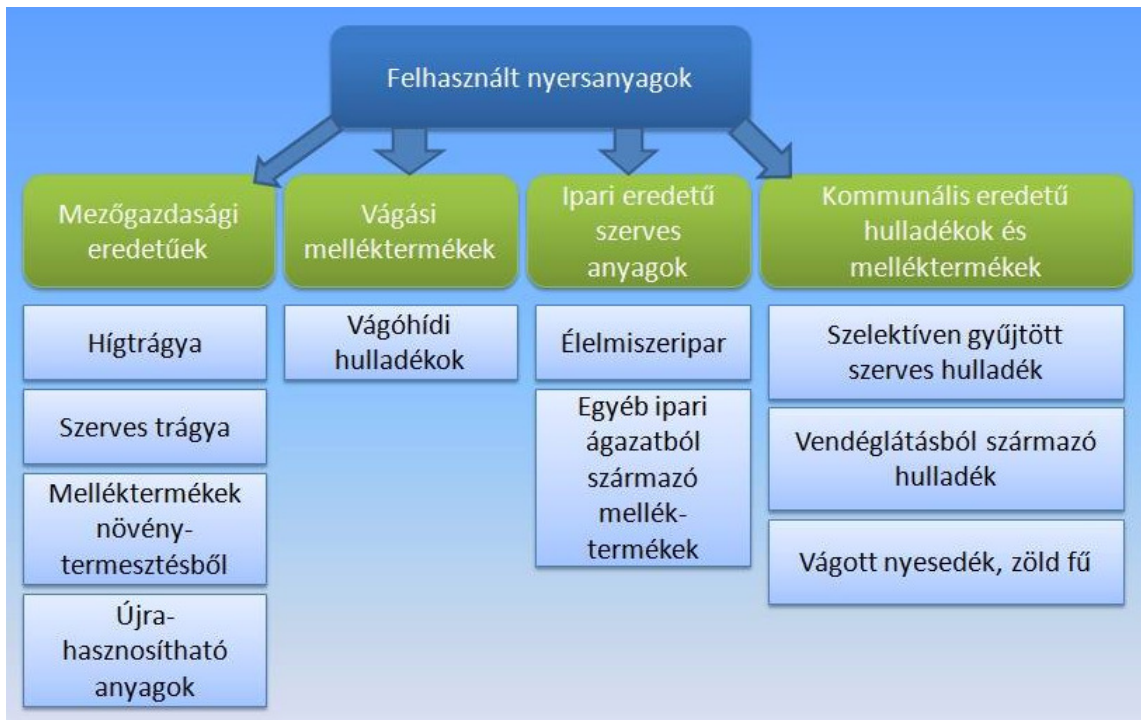 Felhasznált nyersanyagok
Mezőgazdasági
eredetűek
Hígtrágya
Szerves trágya
Melléktermékek
növény-
termesztésből
Újra-
hasznosítható
anyagok
Vágási
melléktermékek
Vágóhídi
hulladékok
Ipari eredetű
szerves
anyagok
Élelmiszeripar
Egyéb ipari
ágazatból
származó
mellék-
termékek
Kommunális eredetű
hulladékok és
melléktermékek
Szelektíven gyűjtött
szerves hulladék
Vendéglátásból származó
hulladék
Vágott nyesedék, zöld fű